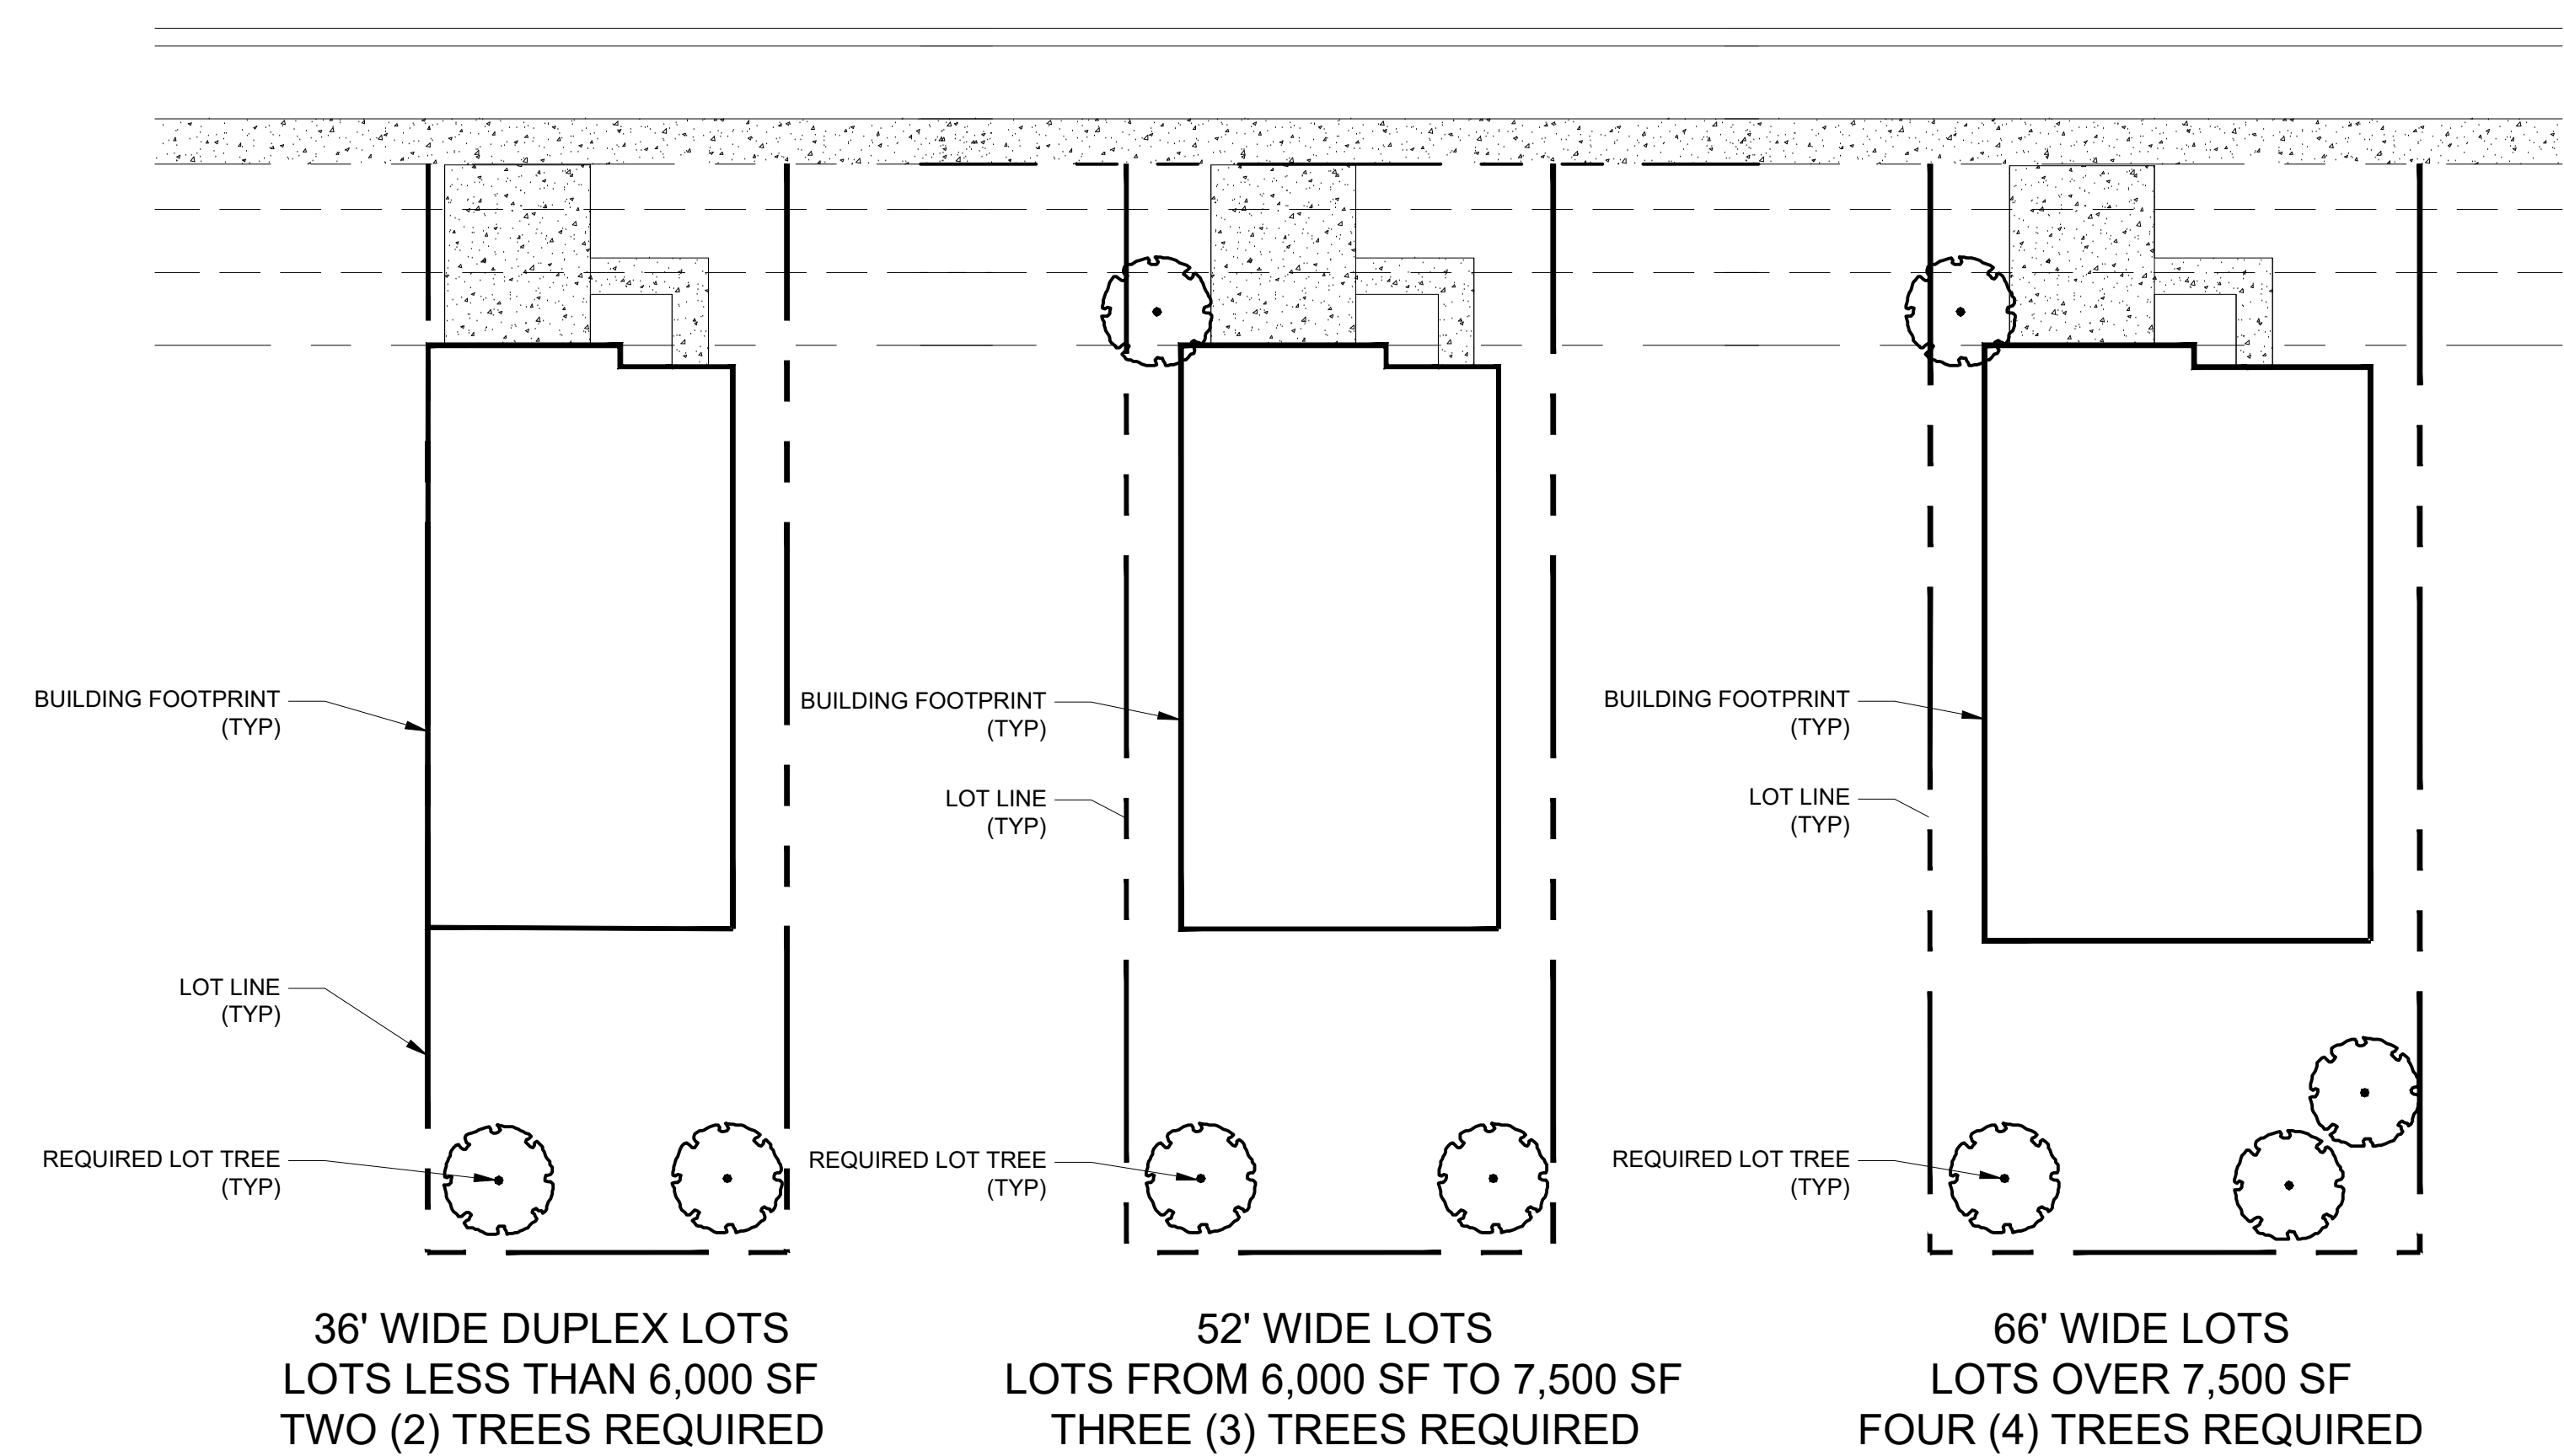 BUILDING FOOTPRINT
(TYP)
LOT LINE
(TYP)
REQUIRED LOT TREE
(TYP)
36' WIDE DUPLEX LOTS
LOTS LESS THAN 6,000 SF
TWO (2) TREES REQUIRED
BUILDING FOOTPRINT
(TYP)
LOT LINE
(TYP)
REQUIRED LOT TREE
(TYP)
52' WIDE LOTS
LOTS FROM 6,000 SF TO 7,500 SF
THREE (3) TREES REQUIRED
BUILDING FOOTPRINT
(TYP)
LOT LINE
(TYP)
REQUIRED LOT TREE
(TYP)
66' WIDE LOTS
LOTS OVER 7,500 SF
FOUR (4) TREES REQUIRED